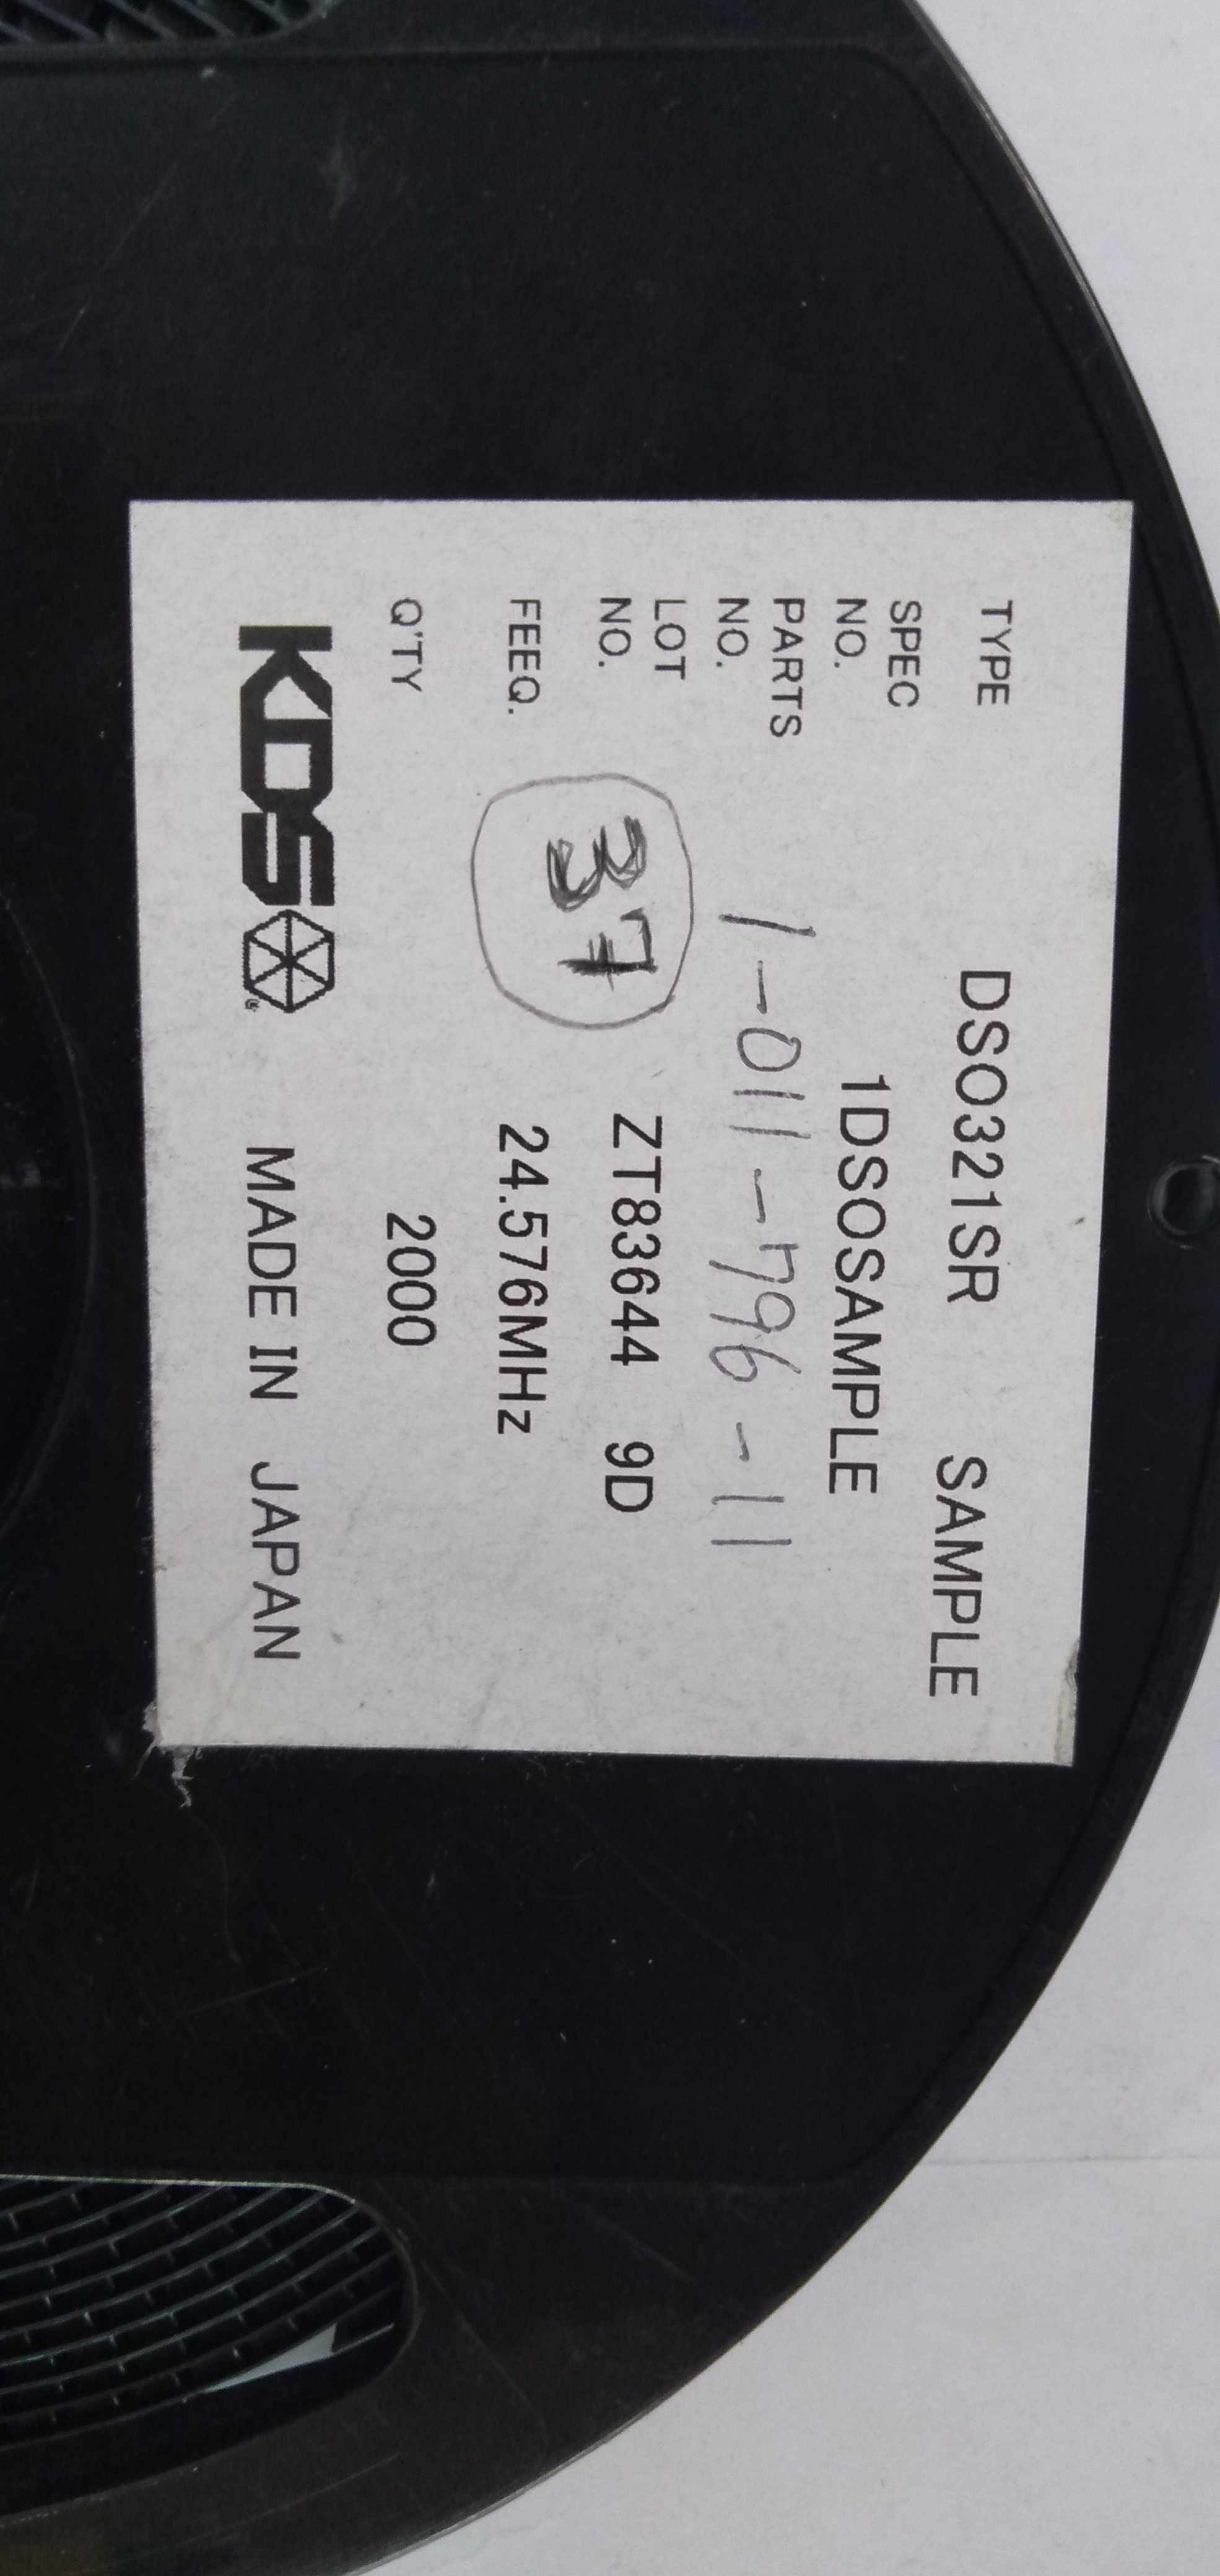 TYPE DSO321SR SAMPLE
SPEC
NO. 1DSOSAMPLE
PARTS
NO. 1-011-796-11
LOT
NO. ZT83644 9D
37
FEEQ. 24.576MHz
Q'TY 2000
KDS MADE IN JAPAN